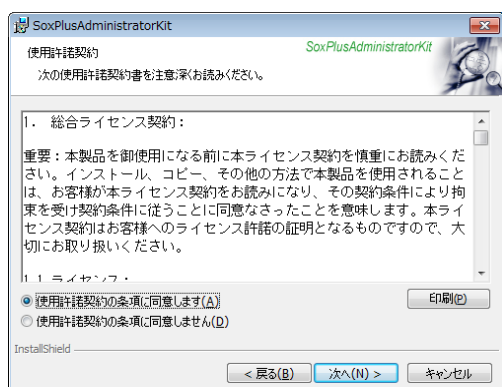 SoxPlusAdministratorKit
使用許諾契約
SoxPlusAdministratorKit
次の使用許諾契約書を注意深くお読みください。
1. 総合ライセンス契約：
重要：本製品を御使用になる前に本ライセンス契約を慎重にお読みくだ
さい。インストール、コピー、その他の方法で本製品を使用されること
は、お客様が本ライセンス契約をお読みになり、その契約条件により拘
束を受け契約条件に従うことに同意なさったことを意味します。本ライ
センス契約はお客様へのライセンス許諾の証明となるものですので、大
切にお取り扱いください。
1.1 ライセンス：
使用許諾契約の条項に同意します(A)
印刷(P)
使用許諾契約の条項に同意しません(D)
InstallShield
< 戻る(B)
次へ(N) >
キャンセル